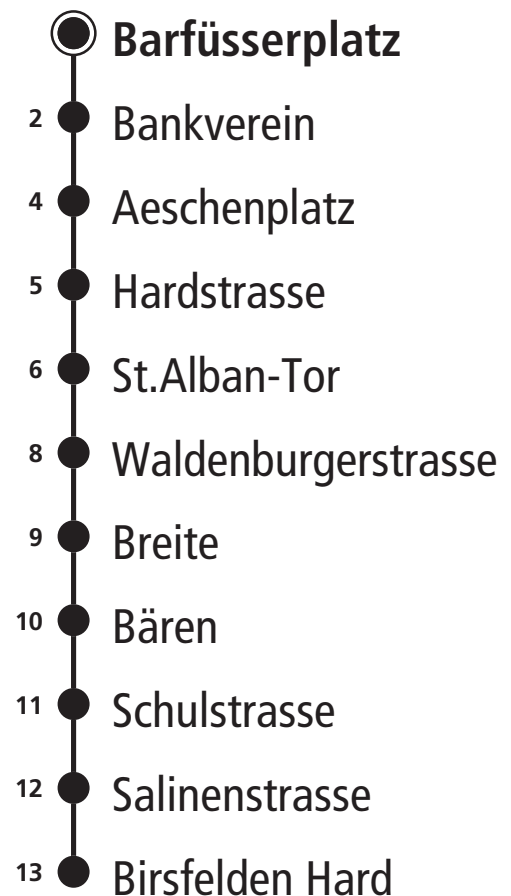 Barfüsserplatz
2 Bankverein
4 Aeschenplatz
5 Hardstrasse
6 St.Alban-Tor
8 Waldenburgerstrasse
9 Breite
10 Bären
11 Schulstrasse
12 Salinenstrasse
13 Birsfelden Hard